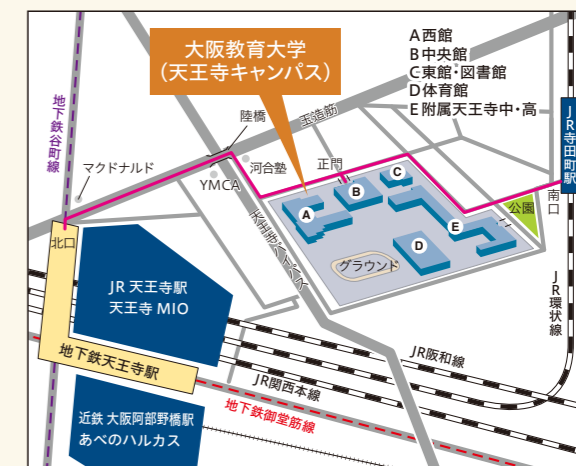 大阪教育大学
(天王寺キャンパス)
A 西館
B 中央館
C 東館・図書館
D 体育館
E 附属天王寺中・高
地下鉄谷町線
陸橋
玉造筋
マクドナルド
河合塾
YMCA
正門
JR寺田町駅
南口
公園
A
B
C
D
E
グラウンド
天王寺バイパス
北口
JR 天王寺駅
天王寺 MIO
地下鉄天王寺駅
JR環状線
JR阪和線
JR関西本線
地下鉄御堂筋線
近鉄 大阪阿部野橋駅
あべのハルカス